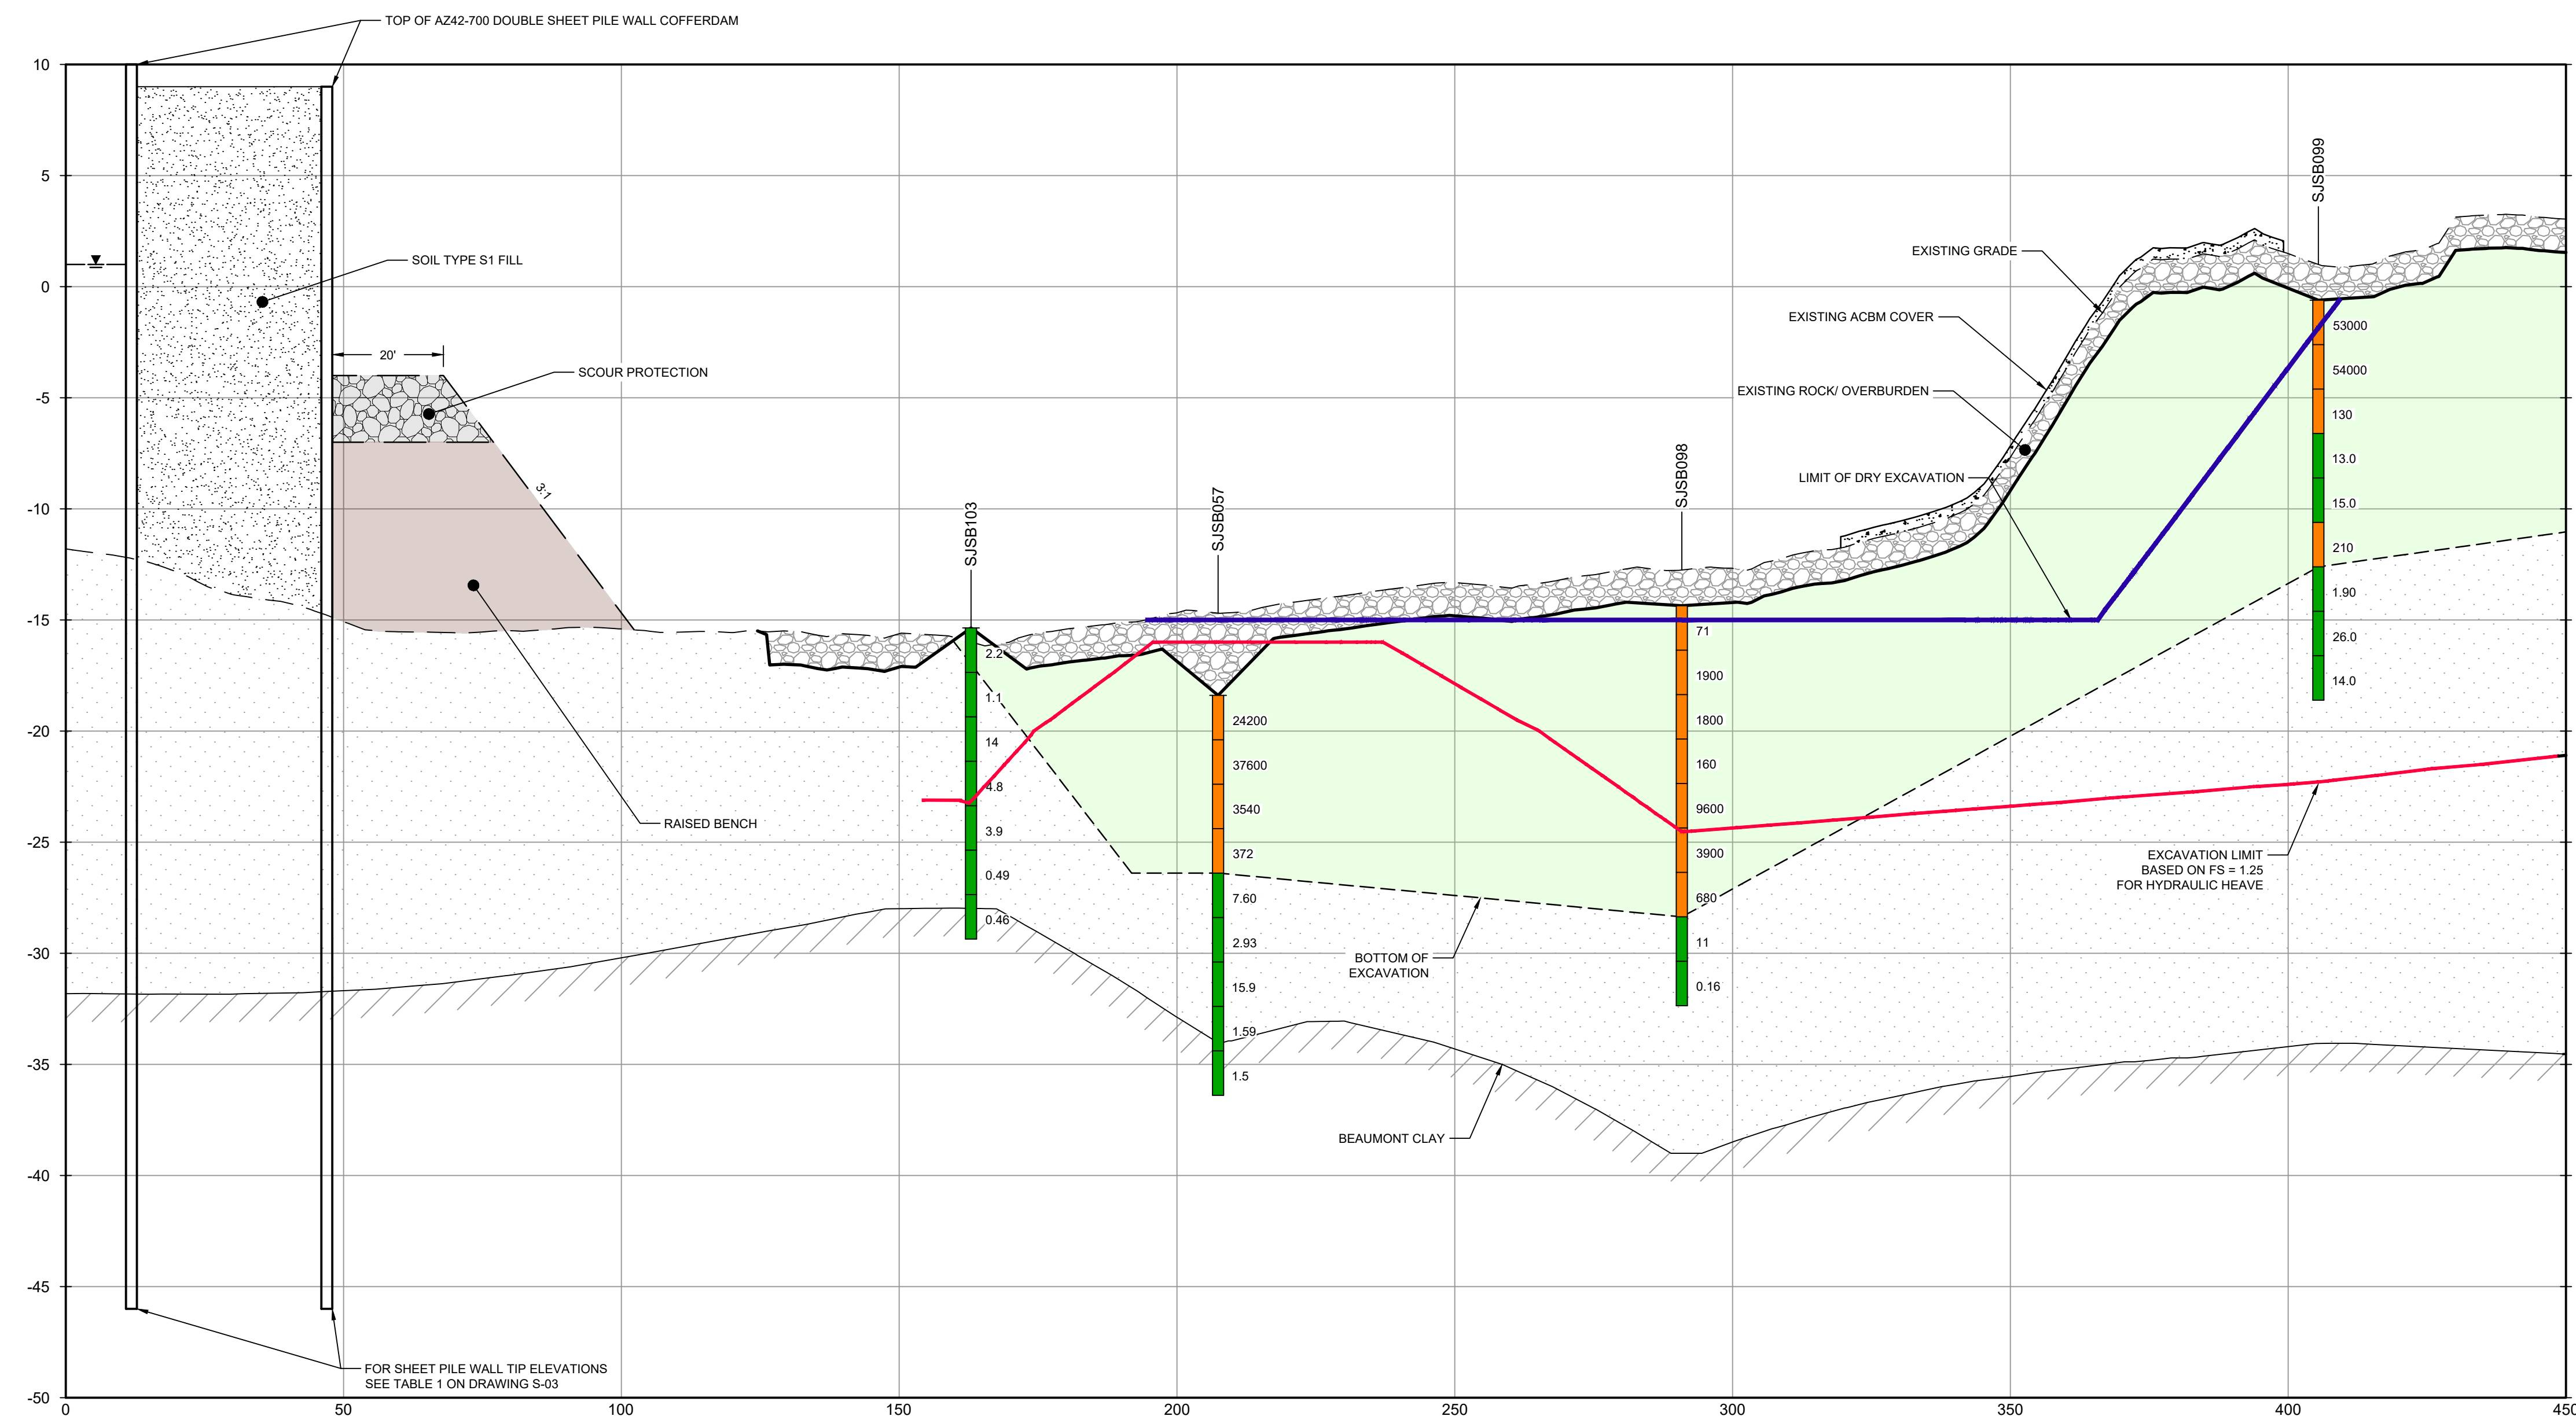 TOP OF AZ42-700 DOUBLE SHEET PILE WALL COFFERDAM
10
5
0
-5
-10
-15
-20
-25
-30
-35
-40
-45
-50
0
50
100
150
200
250
300
350
400
450
SOIL TYPE S1 FILL
20'
SCOUR PROTECTION
3:1
RAISED BENCH
FOR SHEET PILE WALL TIP ELEVATIONS
SEE TABLE 1 ON DRAWING S-03
SJSB103
2.2
1.1
14
4.8
3.9
0.49
0.46
SJSB057
24200
37600
3540
372
7.60
2.93
15.9
1.59
1.5
BOTTOM OF
EXCAVATION
BEAUMONT CLAY
SJSB098
71
1900
1800
160
9600
3900
680
11
0.16
EXISTING GRADE
EXISTING ACBM COVER
EXISTING ROCK/ OVERBURDEN
LIMIT OF DRY EXCAVATION
SJSB099
53000
54000
130
13.0
15.0
210
1.90
26.0
14.0
EXCAVATION LIMIT
BASED ON FS = 1.25
FOR HYDRAULIC HEAVE